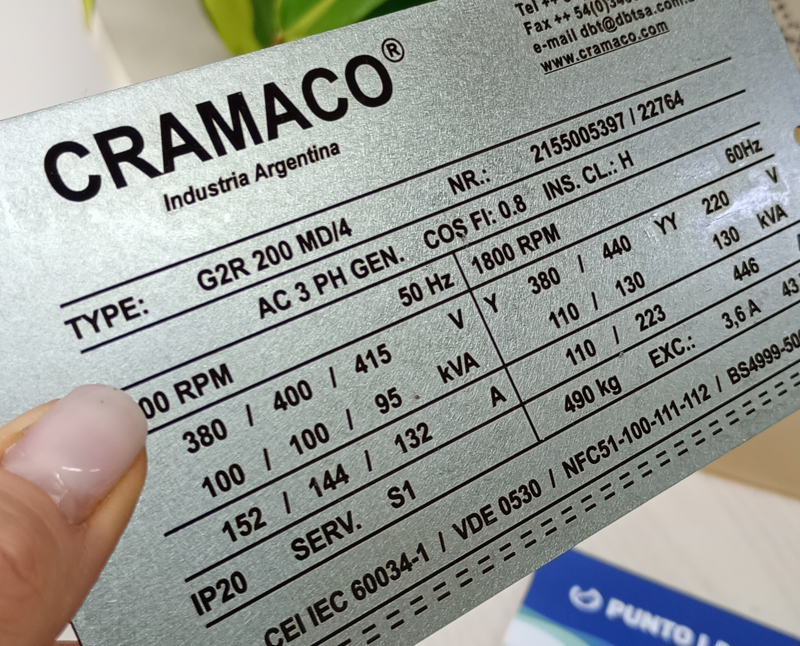 CRAMACO®
Industria Argentina
Fax ++ 54(0)
e-mail dbt@dbtsa.com.
www.cramaco.com
TYPE: G2R 200 MD/4 NR.: 2155005397 / 22764
AC 3 PH GEN. COS FI: 0.8 INS. CL.: H
00 RPM 50 Hz 1800 RPM 60Hz
380 / 400 / 415 V Y 380 / 440 YY 220 V
100 / 100 / 95 kVA 110 / 130 130 kVA
152 / 144 / 132 A 110 / 223 446
IP20 SERV. S1 490 kg EXC.: 3,6 A 43
CEI IEC 60034-1 / VDE 0530 / NFC51-100-111-112 / BS4999-50
PUNTO